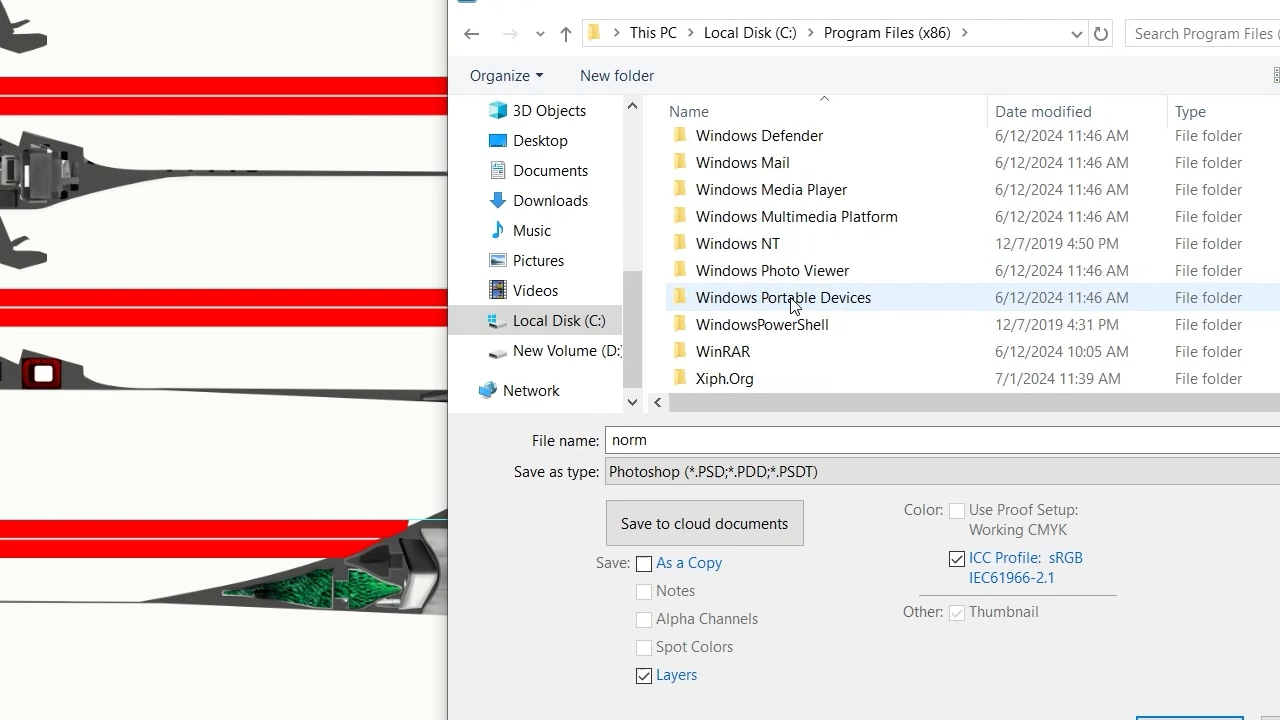 This PC > Local Disk (C:) > Program Files (x86) >
Search Program Files (
Organize
New folder
3D Objects
Desktop
Documents
Downloads
Music
Pictures
Videos
Local Disk (C:)
New Volume (D:
Network
Name Date modified Type
Windows Defender 6/12/2024 11:46 AM File folder
Windows Mail 6/12/2024 11:46 AM File folder
Windows Media Player 6/12/2024 11:46 AM File folder
Windows Multimedia Platform 6/12/2024 11:46 AM File folder
Windows NT 12/7/2019 4:50 PM File folder
Windows Photo Viewer 6/12/2024 11:46 AM File folder
Windows Portable Devices 6/12/2024 11:46 AM File folder
WindowsPowerShell 12/7/2019 4:31 PM File folder
WinRAR 6/12/2024 10:05 AM File folder
Xiph.Org 7/1/2024 11:39 AM File folder
File name: norm
Save as type: Photoshop (*.PSD;*.PDD;*.PSDT)
Save to cloud documents
Save: As a Copy
Notes
Alpha Channels
Spot Colors
Layers
Color: Use Proof Setup:
Working CMYK
ICC Profile: sRGB
IEC61966-2.1
Other: Thumbnail